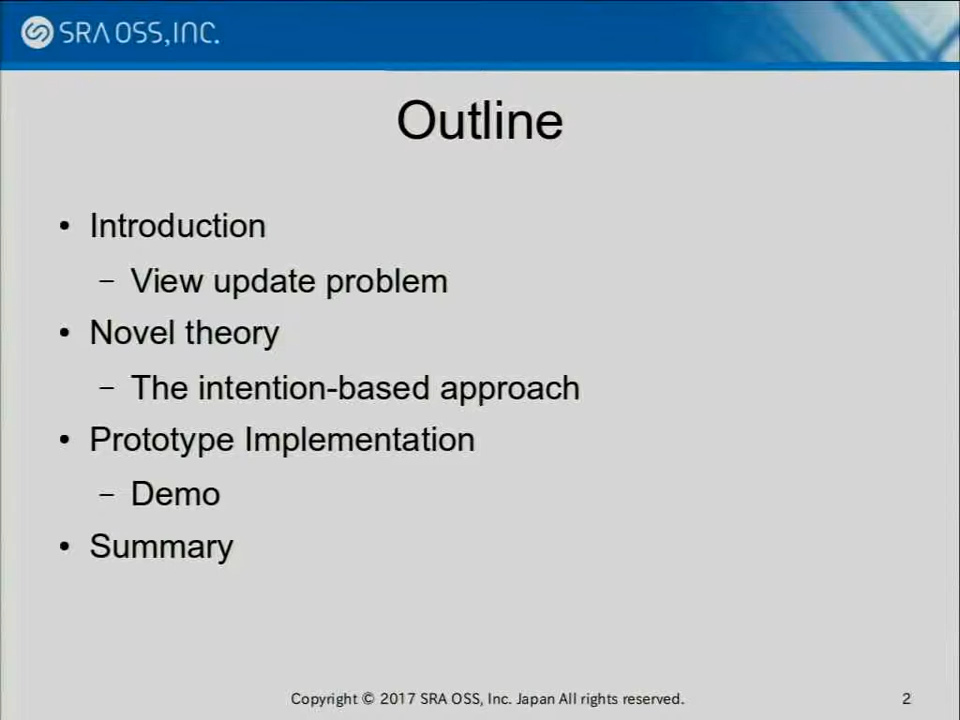 SRA OSS, INC.
Outline
• Introduction
– View update problem
• Novel theory
– The intention-based approach
• Prototype Implementation
– Demo
• Summary
Copyright © 2017 SRA OSS, Inc. Japan All rights reserved.
2